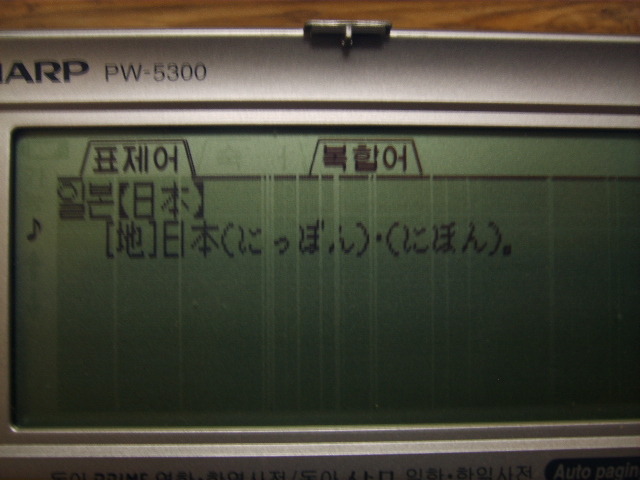 SHARP PW-5300
표제어 복합어
일본【日本】
♪ [地]日本(にっぽん)·(にほん)。
Auto paging